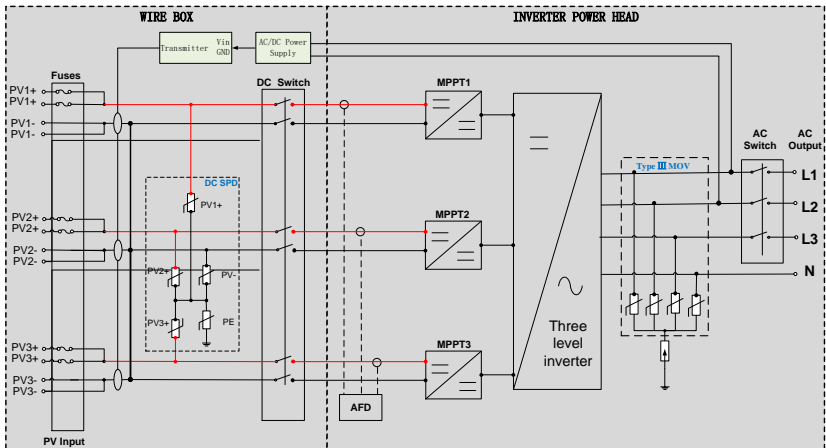 WIRE BOX
INVERTER POWER HEAD
Transmitter
Vin
GND
AC/DC Power
Supply
Fuses
DC Switch
MPPT1
AC
Switch
AC
Output
PV1+
PV1+
PV1-
PV1-
DC SPD
PV1+
Type III MOV
L1
L2
L3
N
PV2+
PV2+
PV2-
PV2-
MPPT2
PV2+
PV-
PV3+
PE
Three
level
inverter
PV3+
PV3+
PV3-
PV3-
MPPT3
AFD
PV Input